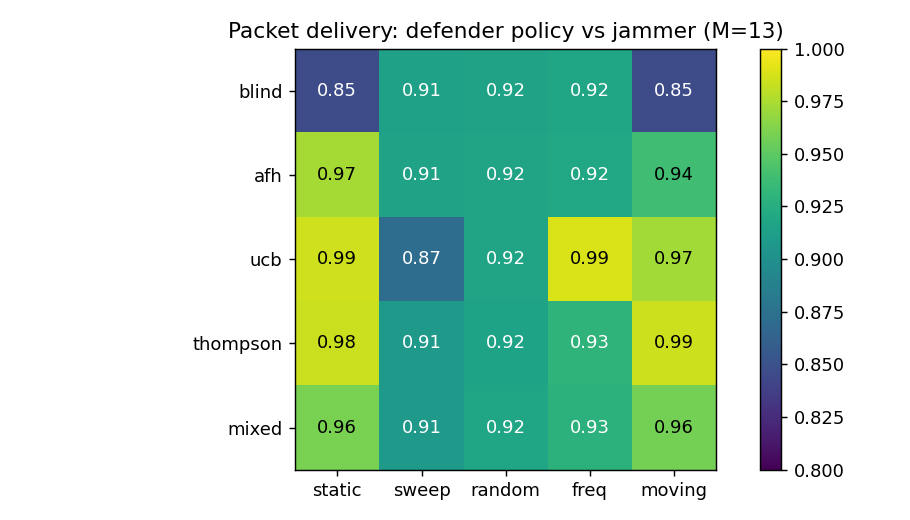 Packet delivery: defender policy vs jammer (M=13)
blind 0.85 0.91 0.92 0.92 0.85
afh 0.97 0.91 0.92 0.92 0.94
ucb 0.99 0.87 0.92 0.99 0.97
thompson 0.98 0.91 0.92 0.93 0.99
mixed 0.96 0.91 0.92 0.93 0.96
static sweep random freq moving
1.000
0.975
0.950
0.925
0.900
0.875
0.850
0.825
0.800